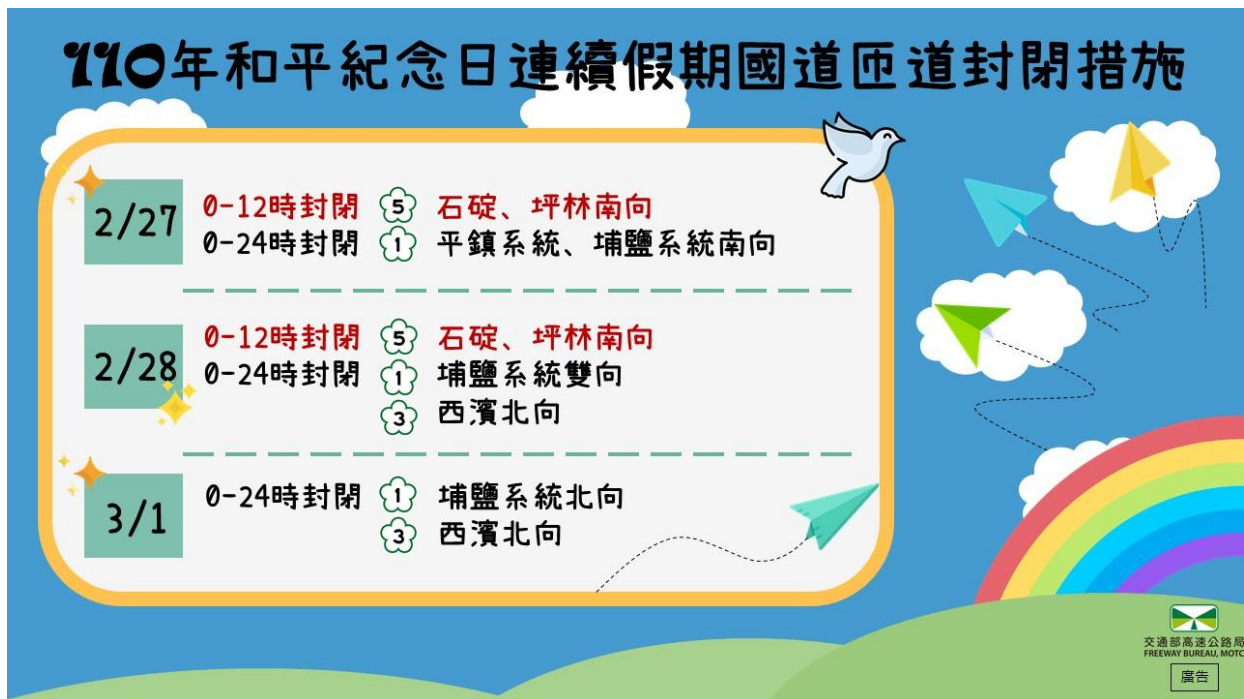 110年和平紀念日連續假期國道匝道封閉措施
2/27
0-12時封閉 5 石碇、坪林南向
0-24時封閉 1 平鎮系統、埔鹽系統南向
2/28
0-12時封閉 5 石碇、坪林南向
0-24時封閉 1 埔鹽系統雙向
3 西濱北向
3/1
0-24時封閉 1 埔鹽系統北向
3 西濱北向
交通部高速公路局
FREEWAY BUREAU, MOTC
廣告